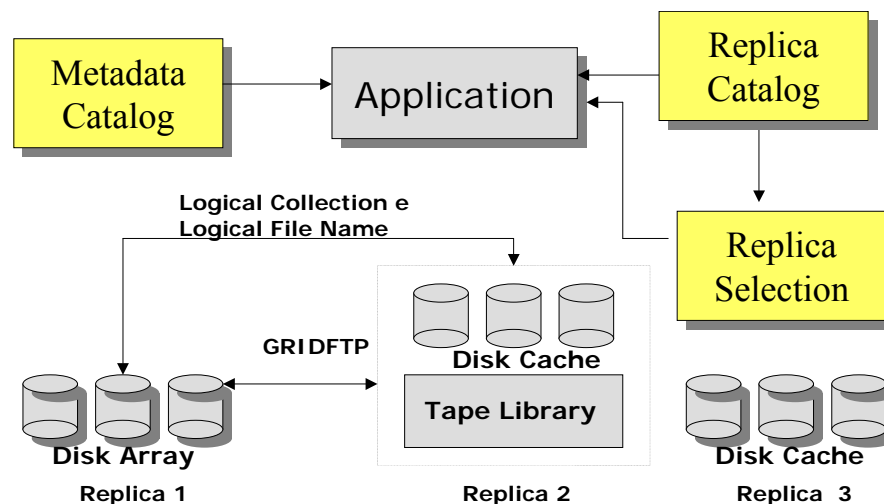 Metadata
Catalog
Application
Replica
Catalog
Logical Collection e
Logical File Name
Replica
Selection
GRIDFTP
Disk Cache
Tape Library
Disk Array
Disk Cache
Replica 1
Replica 2
Replica 3